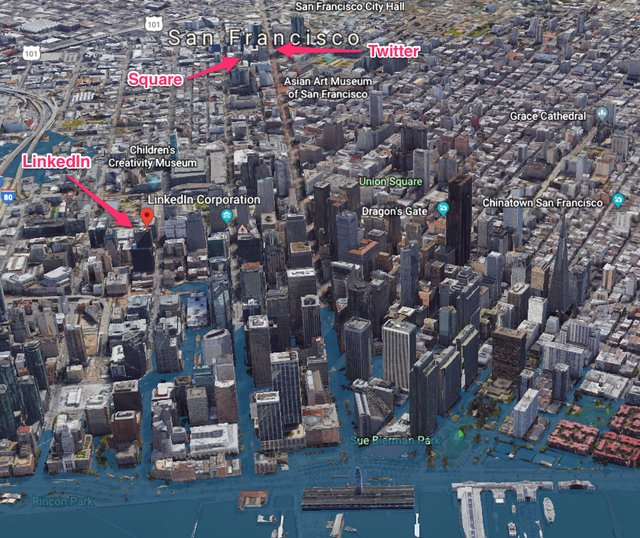 San Francisco City Hall
101
101
San Francisco
Twitter
Square
Asian Art Museum
of San Francisco
Grace Cathedral
Children's
Creativity Museum
LinkedIn
Union Square
80
LinkedIn Corporation
Dragon's Gate
Chinatown San Francisco
Sue Bierman Park
Rincon Park